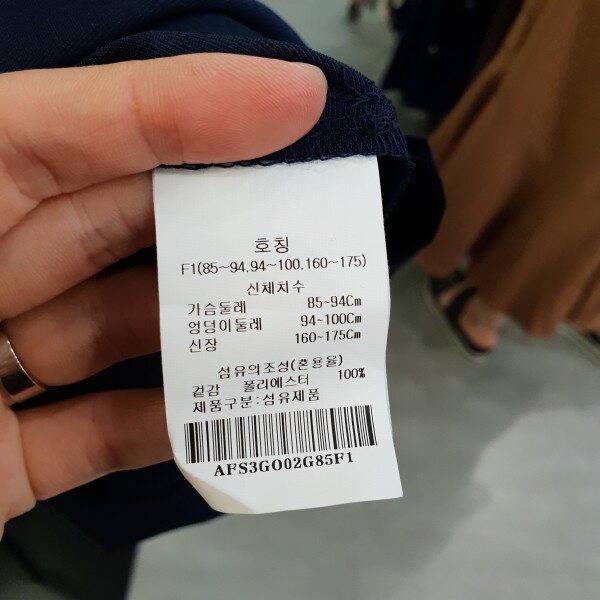 호칭
F1(85~94.94~100.160~175)
신체치수
가슴둘레 85~94Cm
엉덩이둘레 94~100Cm
신장 160~175Cm
섬유의조성(혼용율)
겉감 폴리에스터 100%
제품구분:섬유제품
AFS3GO02G85F1